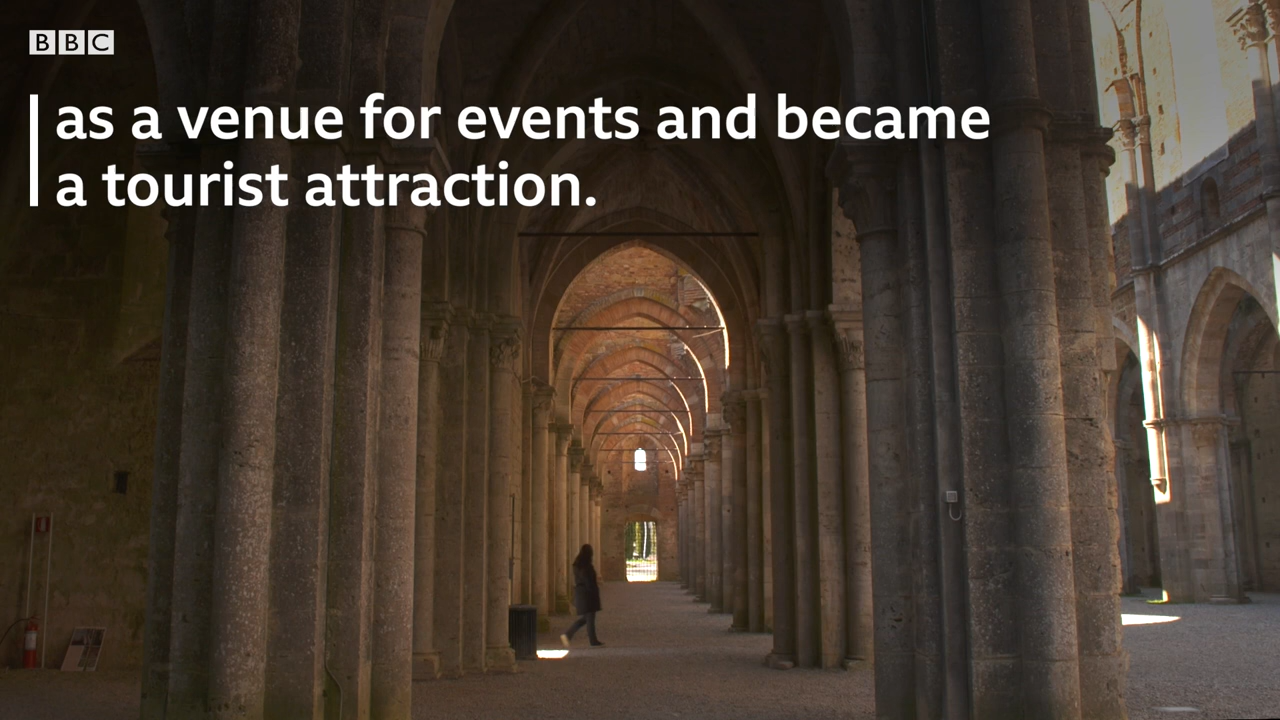 BBC
as a venue for events and became
a tourist attraction.